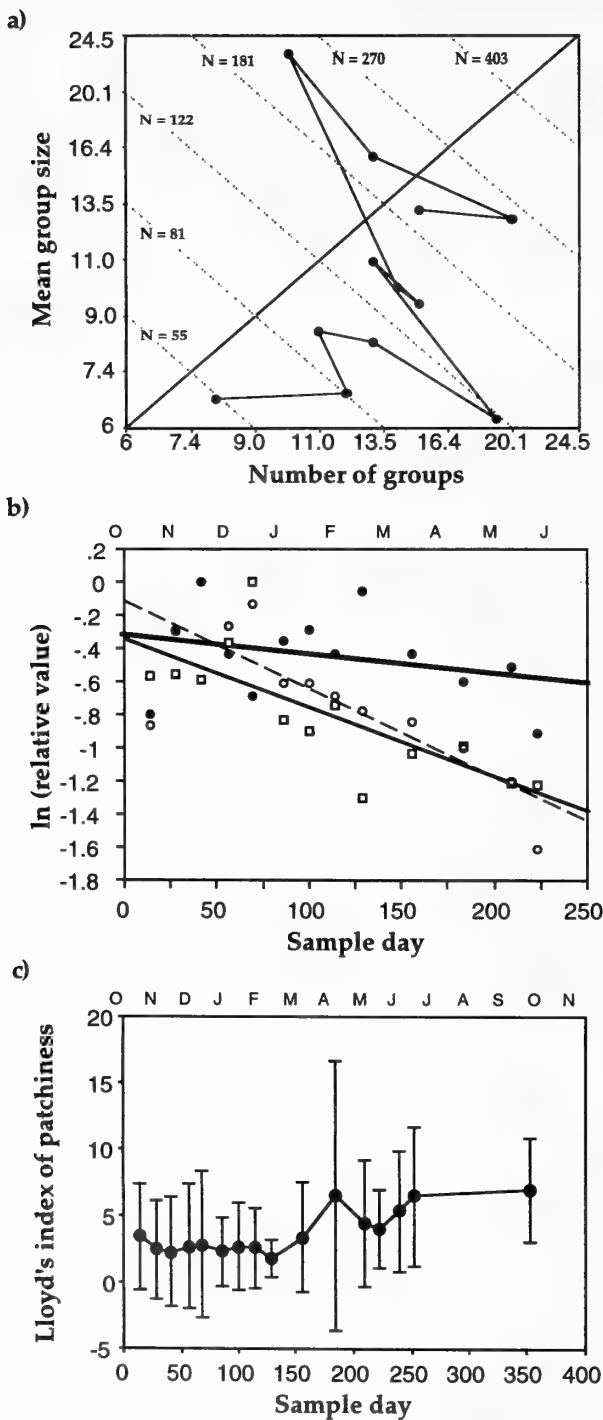 a)
24.5
20.1
16.4
13.5
11.0
9.0
7.4
6
Mean group size
N = 181
N = 270
N = 403
N = 122
N = 81
N = 55
6 7.4 9.0 11.0 13.5 16.4 20.1 24.5
Number of groups
b)
O N D J F M A M J
.2
0
-.2
-.4
-.6
-.8
-1
-1.2
-1.4
-1.6
-1.8
ln (relative value)
0 50 100 150 200 250
Sample day
c)
O N D J F M A M J J A S O N
20
15
10
5
0
-5
Lloyd's index of patchiness
0 50 100 150 200 250 300 350 400
Sample day